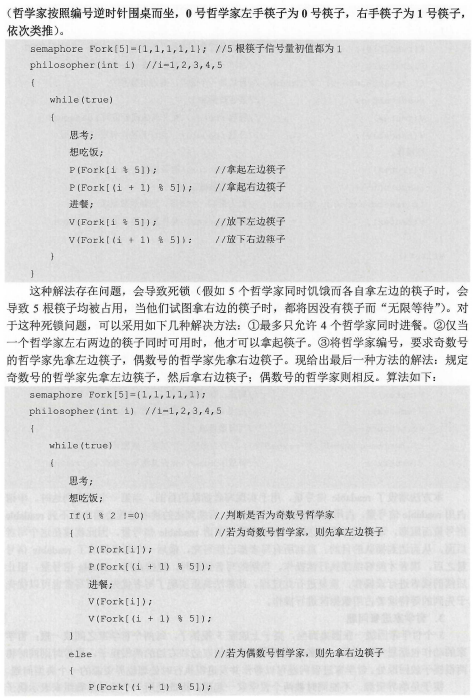 （哲学家按照编号逆时针围桌而坐，0 号哲学家左手筷子为 0 号筷子，右手筷子为 1 号筷子，
依次类推）。
semaphore Fork[5]={1,1,1,1,1}; //5 根筷子信号量初值都为 1
philosopher(int i)  //i=1,2,3,4,5
{
while(true)
{
思考;
想吃饭;
P(Fork[i % 5]); //拿起左边筷子
P(Fork[(i + 1) % 5]); //拿起右边筷子
进餐;
V(Fork[i % 5]); //放下左边筷子
V(Fork[(i + 1) % 5]); //放下右边筷子
}
}
这种解法存在问题，会导致死锁（假如 5 个哲学家同时饥饿而各自拿左边的筷子时，会
导致 5 根筷子均被占用，当他们试图拿右边的筷子时，都将因没有筷子而“无限等待”）。对
于这种死锁问题，可以采用如下几种解决方法：①最多只允许 4 个哲学家同时进餐。②仅当
一个哲学家左右两边的筷子同时可用时，他才可以拿起筷子。③将哲学家编号，要求奇数号
的哲学家先拿左边筷子，偶数号的哲学家先拿右边筷子。现给出最后一种方法的解法：规定
奇数号的哲学家先拿左边筷子，然后拿右边筷子；偶数号的哲学家则相反。算法如下：
semaphore Fork[5]={1,1,1,1,1};
philosopher(int i)  //i=1,2,3,4,5
{
while(true)
{
思考;
想吃饭;
If(i % 2 !=0) //判断是否为奇数号哲学家
{ //若为奇数号哲学家，则先拿左边筷子
P(Fork[i]);
P(Fork[(i + 1) % 5]);
进餐;
V(Fork[i]);
V(Fork[(i + 1) % 5]);
}
else //若为偶数号哲学家，则先拿右边筷子
{
P(Fork[(i + 1) % 5]);